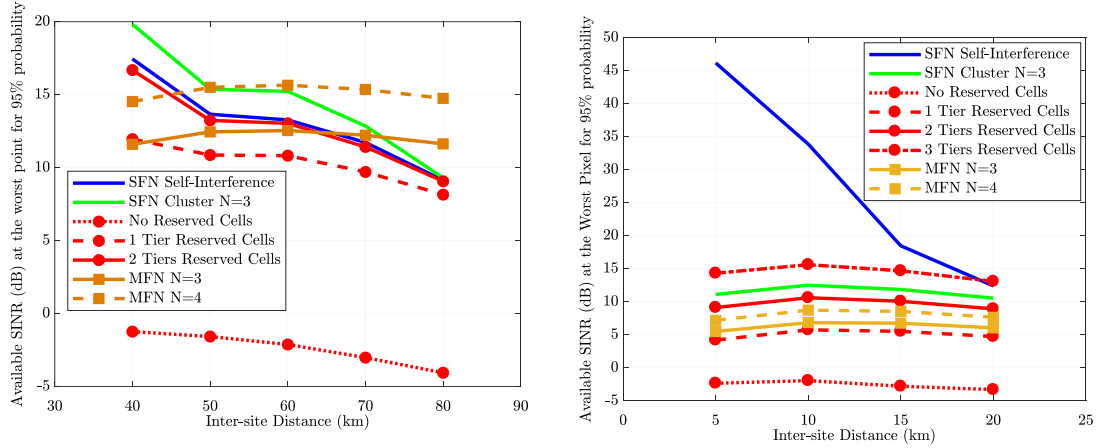 Available SINR (dB) at the worst point for 95% probability
20
15
10
5
0
–5
30
40
50
60
70
80
90
Inter-site Distance (km)
SFN Self-Interference
SFN Cluster N=3
No Reserved Cells
1 Tier Reserved Cells
2 Tiers Reserved Cells
MFN N=3
MFN N=4
Available SINR (dB) at the Worst Pixel for 95% probability
50
45
40
35
30
25
20
15
10
5
0
–5
0
5
10
15
20
25
Inter-site Distance (km)
SFN Self-Interference
SFN Cluster N=3
No Reserved Cells
1 Tier Reserved Cells
2 Tiers Reserved Cells
3 Tiers Reserved Cells
MFN N=3
MFN N=4